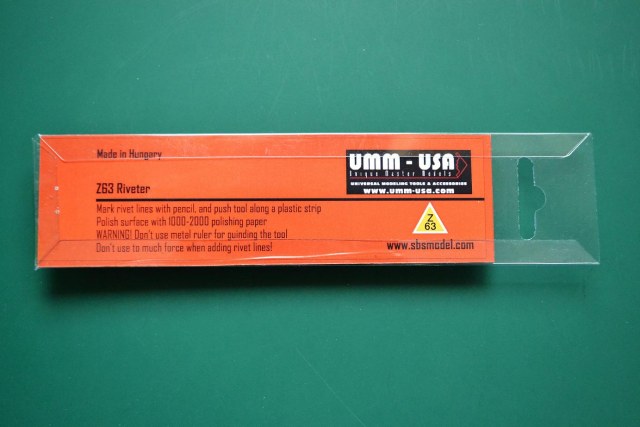 Made in Hungary
UMM - USA
Unique Master Models
UNIVERSAL MODELING TOOLS & ACCESSORIES
www.umm-usa.com
Z63 Riveter
Mark rivet lines with pencil, and push tool along a plastic strip
Polish surface with 1000-2000 polishing paper
WARNING! Don't use metal ruler for guinding the tool
Don't use to much force when adding rivet lines!
Z
63
www.sbsmodel.com